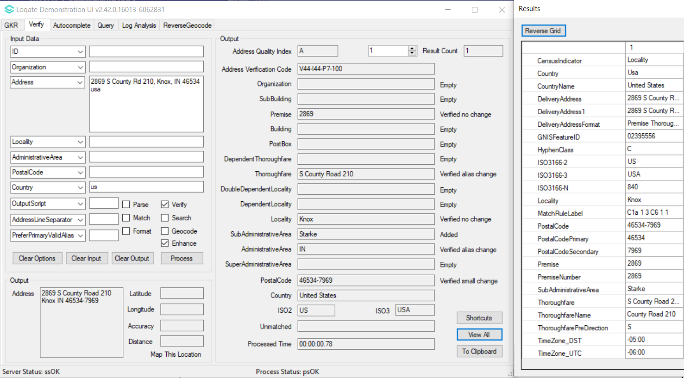 Loqate Demonstration UI v2.42.0.16013-6062831
GKR Verify Autocomplete Query Log Analysis ReverseGeocode
Input Data
ID
Organization
Address
2869 S County Rd 210, Knox, IN 46534
usa
Locality
AdministrativeArea
PostalCode
Country us
OutputScript
AddressLineSeparator
PreferPrimaryValidAlias
Parse Verify
Match Search
Format Geocode
Enhance
Clear Options Clear Input Clear Output Process
Output
Address
2869 S County Road 210
Knox IN 46534-7969
Latitude
Longitude
Accuracy
Distance
Map This Location
Output
Address Quality Index A 1 Result Count 1
Address Verification Code V44-I44-P7-100
Organization Empty
SubBuilding Empty
Premise 2869 Verified no change
Building Empty
PostBox Empty
DependentThoroughfare Empty
Thoroughfare S County Road 210 Verified alias change
DoubleDependentLocality Empty
DependentLocality Empty
Locality Knox Verified no change
SubAdministrativeArea Starke Added
AdministrativeArea IN Verified alias change
SuperAdministrativeArea Empty
PostalCode 46534-7969 Verified small change
Country United States
ISO2 US ISO3 USA
Unmatched
Processed Time 00:00:00.78
Shortcuts
View All
To Clipboard
Server Status: ssOK Process Status: psOK
Results
Reverse Grid
1
CensusIndicator Locality
Country Usa
CountryName United States
DeliveryAddress 2869 S County R...
DeliveryAddress1 2869 S County R...
DeliveryAddressFormat Premise Thoroug...
GNISFeatureID 02395556
HyphenClass C
ISO3166-2 US
ISO3166-3 USA
ISO3166-N 840
Locality Knox
MatchRuleLabel C1a 1 3 C6 1 1
PostalCode 46534-7969
PostalCodePrimary 46534
PostalCodeSecondary 7969
Premise 2869
PremiseNumber 2869
SubAdministrativeArea Starke
Thoroughfare S County Road 2...
ThoroughfareName County Road 210
ThoroughfarePreDirection S
TimeZone_DST -05:00
TimeZone_UTC -06:00